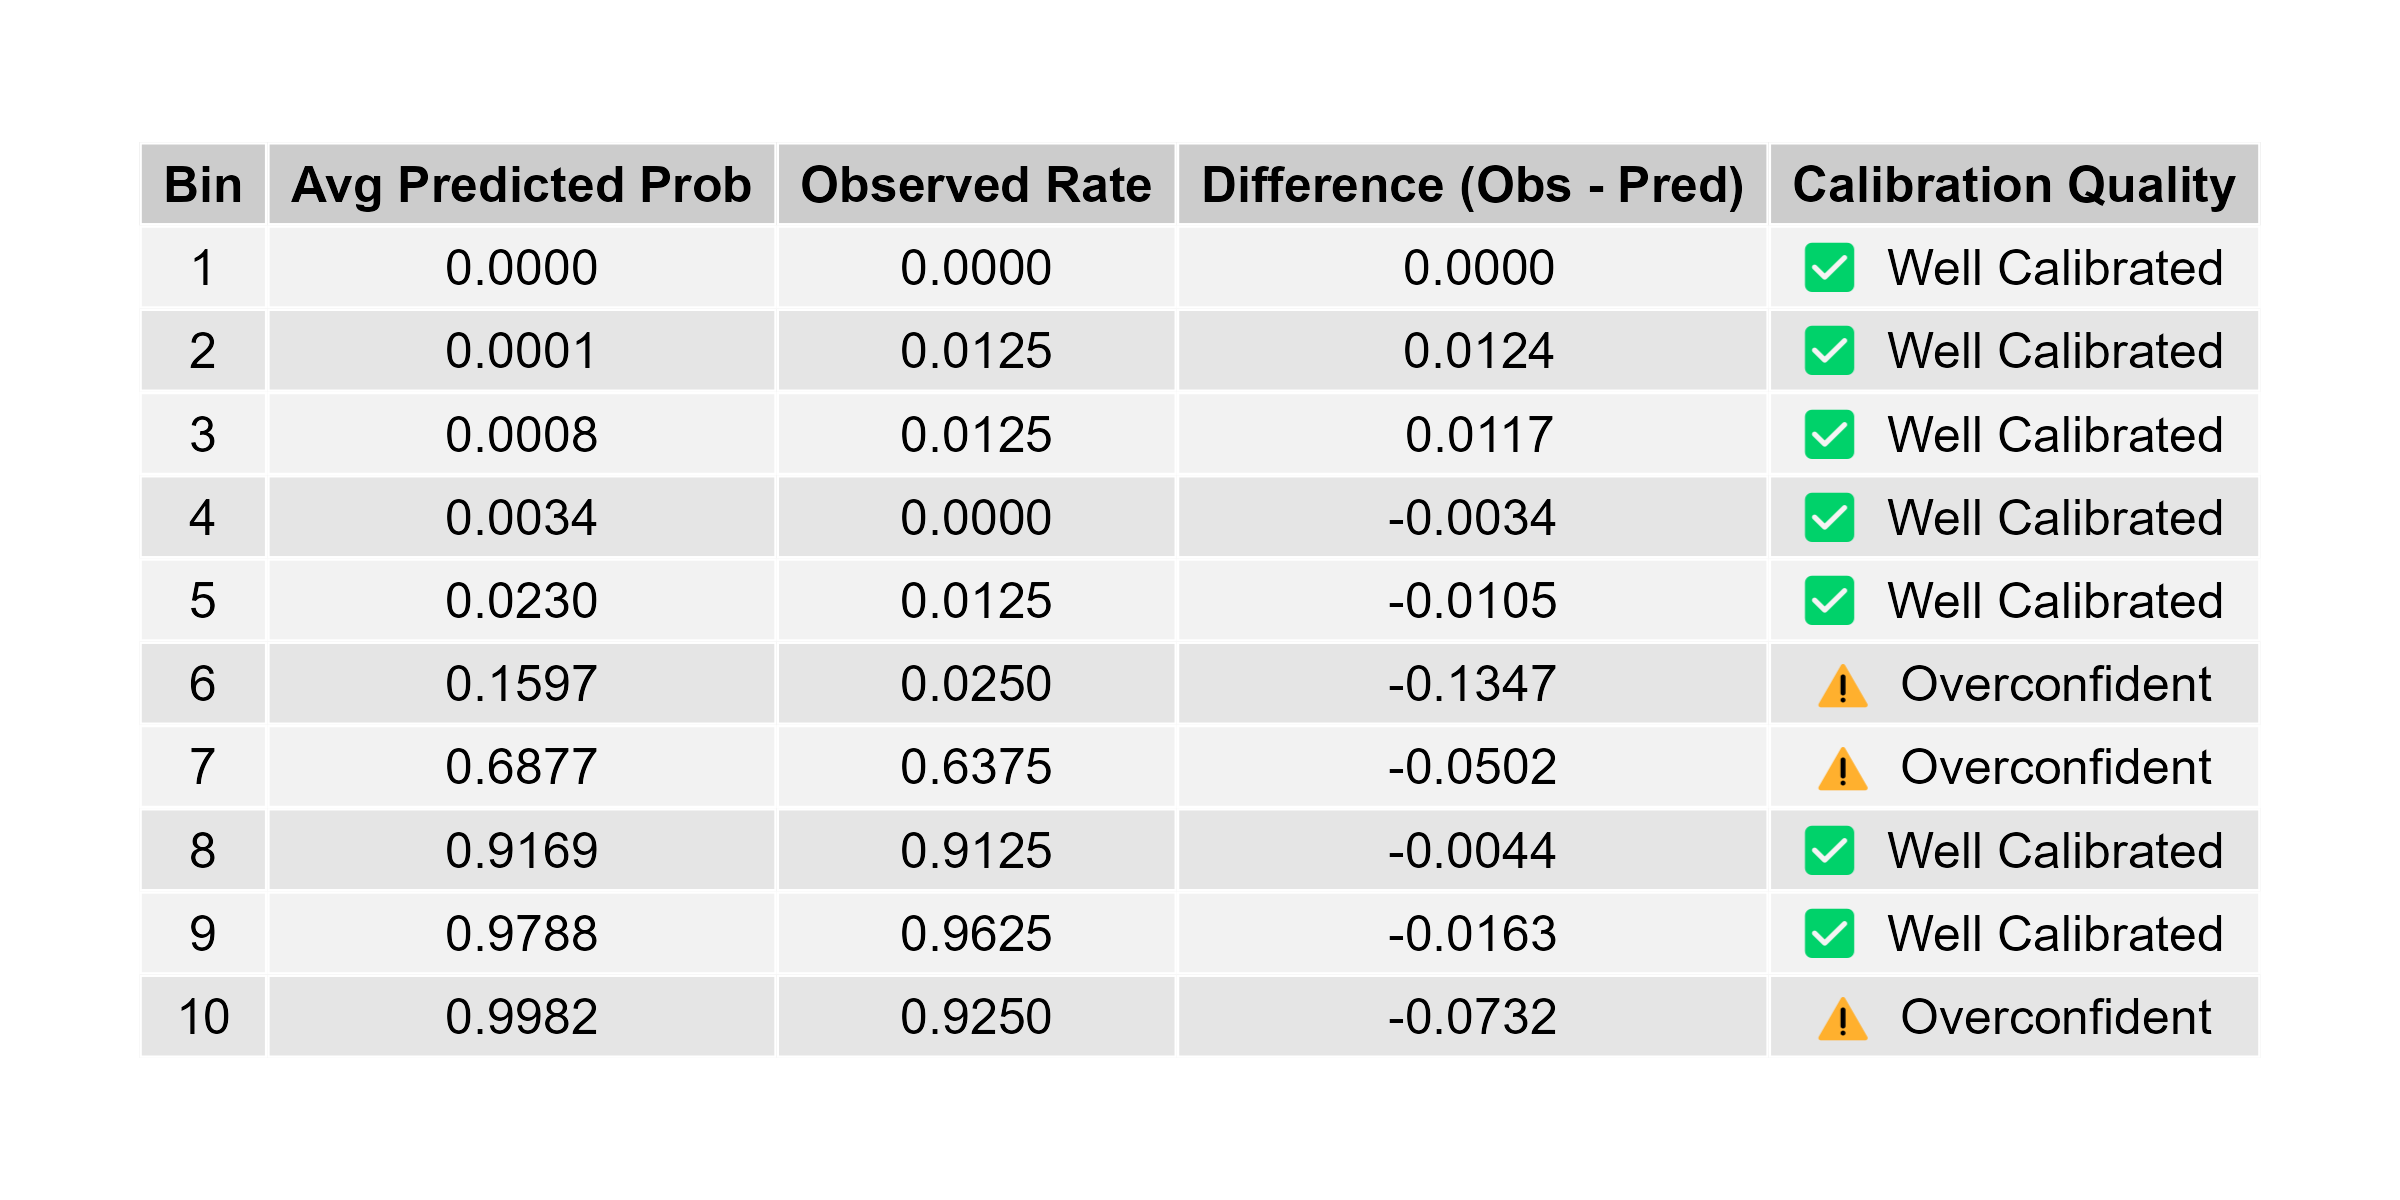 Bin Avg Predicted Prob Observed Rate Difference (Obs - Pred) Calibration Quality
1 0.0000 0.0000 0.0000 ✅ Well Calibrated
2 0.0001 0.0125 0.0124 ✅ Well Calibrated
3 0.0008 0.0125 0.0117 ✅ Well Calibrated
4 0.0034 0.0000 -0.0034 ✅ Well Calibrated
5 0.0230 0.0125 -0.0105 ✅ Well Calibrated
6 0.1597 0.0250 -0.1347 ⚠️ Overconfident
7 0.6877 0.6375 -0.0502 ⚠️ Overconfident
8 0.9169 0.9125 -0.0044 ✅ Well Calibrated
9 0.9788 0.9625 -0.0163 ✅ Well Calibrated
10 0.9982 0.9250 -0.0732 ⚠️ Overconfident